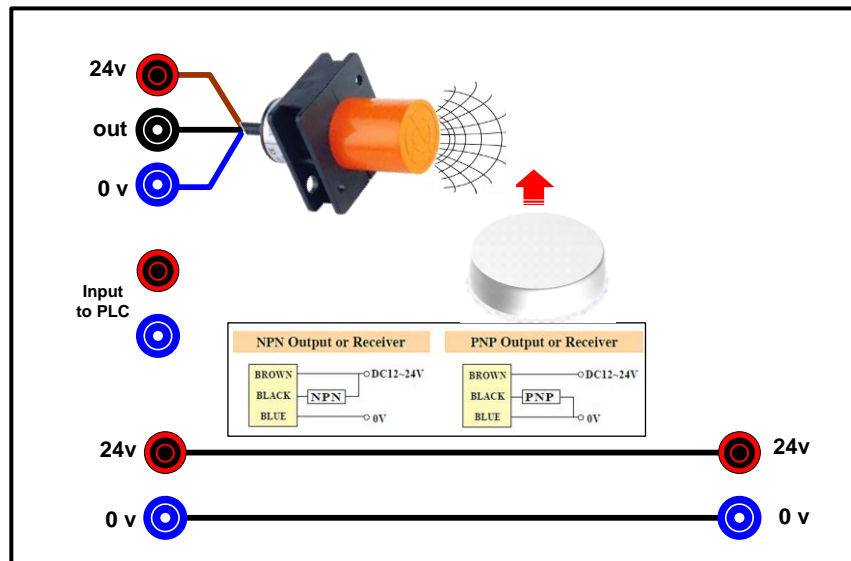 24v
out
0 v
Input
to PLC
NPN Output or Receiver
BROWN
DC12~24V
BLACK
NPN
BLUE
0V
PNP Output or Receiver
BROWN
DC12~24V
BLACK
PNP
BLUE
0V
24v
24v
0 v
0 v